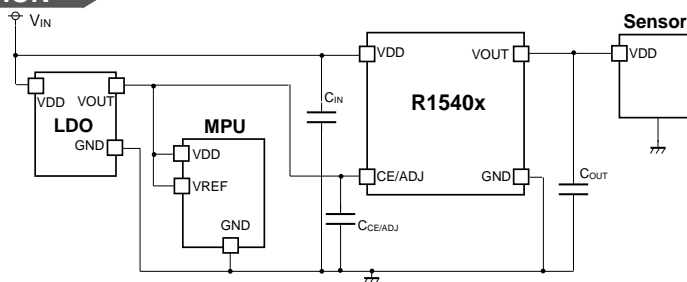 VIN
Sensor
VDD
VOUT
VDD
CIN
R1540x
VDD
VOUT
LDO
GND
MPU
VDD
VREF
GND
CE/ADJ
GND
COUT
CCE/ADJ